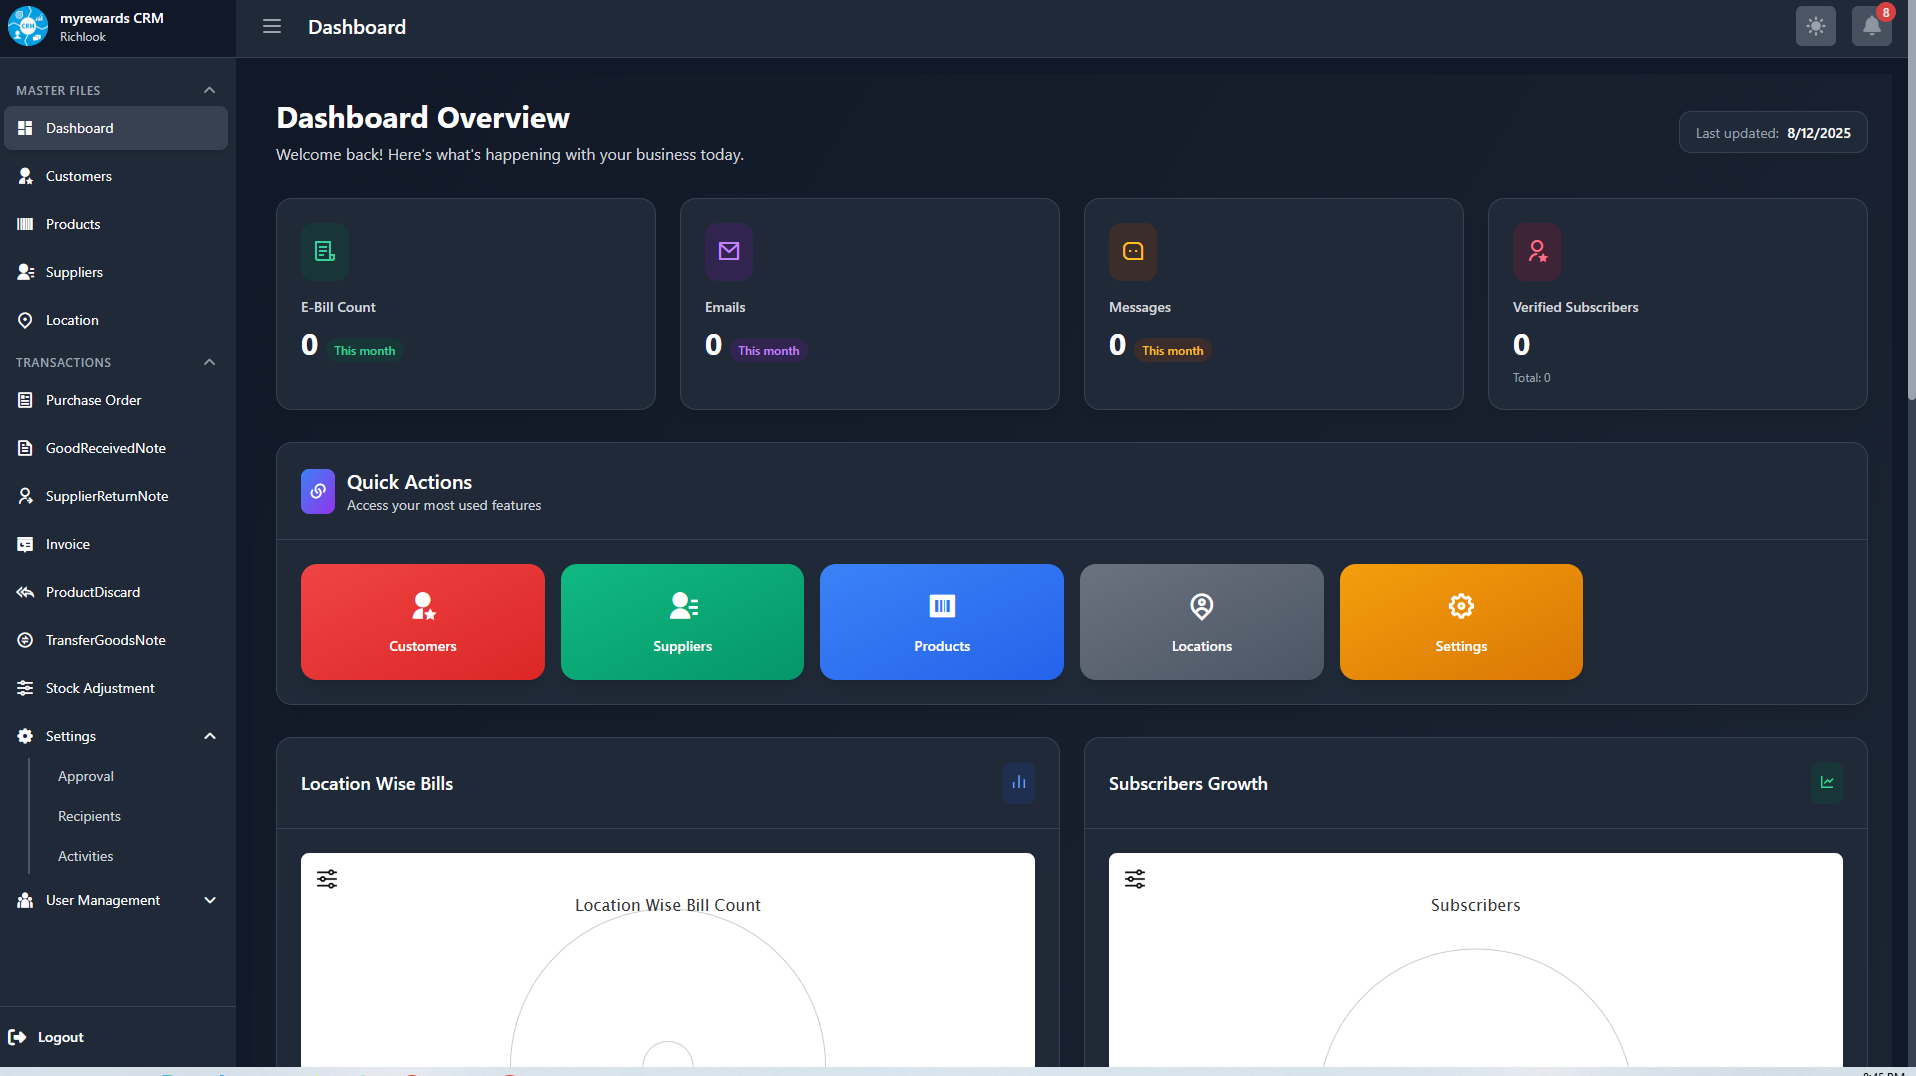 myrewards CRM
Richlook
MASTER FILES
Dashboard
Customers
Products
Suppliers
Location
TRANSACTIONS
Purchase Order
GoodReceivedNote
SupplierReturnNote
Invoice
ProductDiscard
TransferGoodsNote
Stock Adjustment
Settings
Approval
Recipients
Activities
User Management
Logout
Dashboard
8
Dashboard Overview
Welcome back! Here's what's happening with your business today.
Last updated: 8/12/2025
E-Bill Count
0 This month
Emails
0 This month
Messages
0 This month
Verified Subscribers
0
Total: 0
Quick Actions
Access your most used features
Customers
Suppliers
Products
Locations
Settings
Location Wise Bills
Location Wise Bill Count
Subscribers Growth
Subscribers